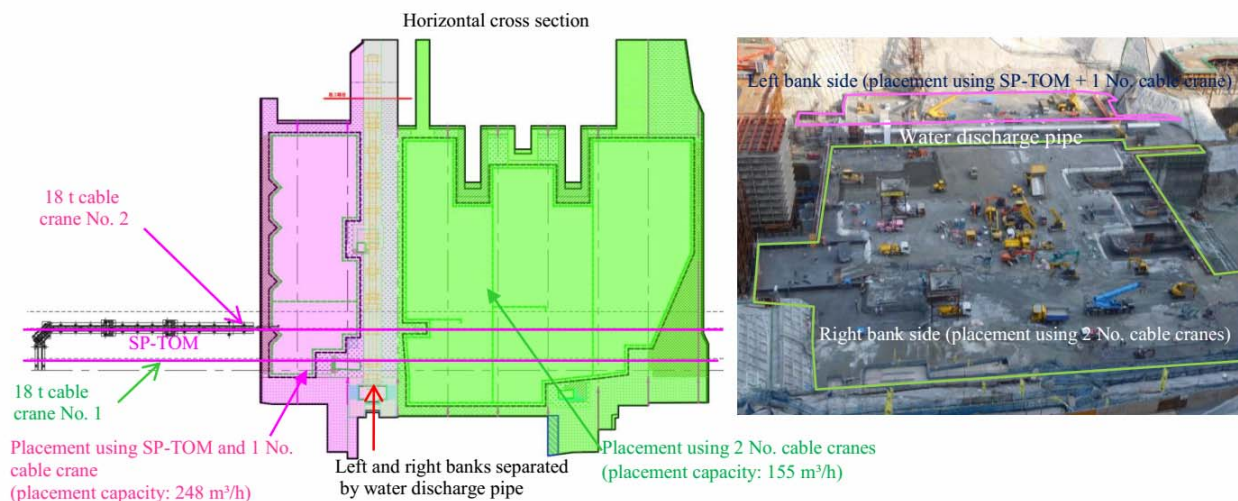 Horizontal cross section
18 t cable
crane No. 2
SP-TOM
18 t cable
crane No. 1
Placement using SP-TOM and 1 No.
cable crane
(placement capacity: 248 m³/h)
Left and right banks separated
by water discharge pipe
Placement using 2 No. cable cranes
(placement capacity: 155 m³/h)
Left bank side (placement using SP-TOM + 1 No. cable crane)
Water discharge pipe
Right bank side (placement using 2 No. cable cranes)